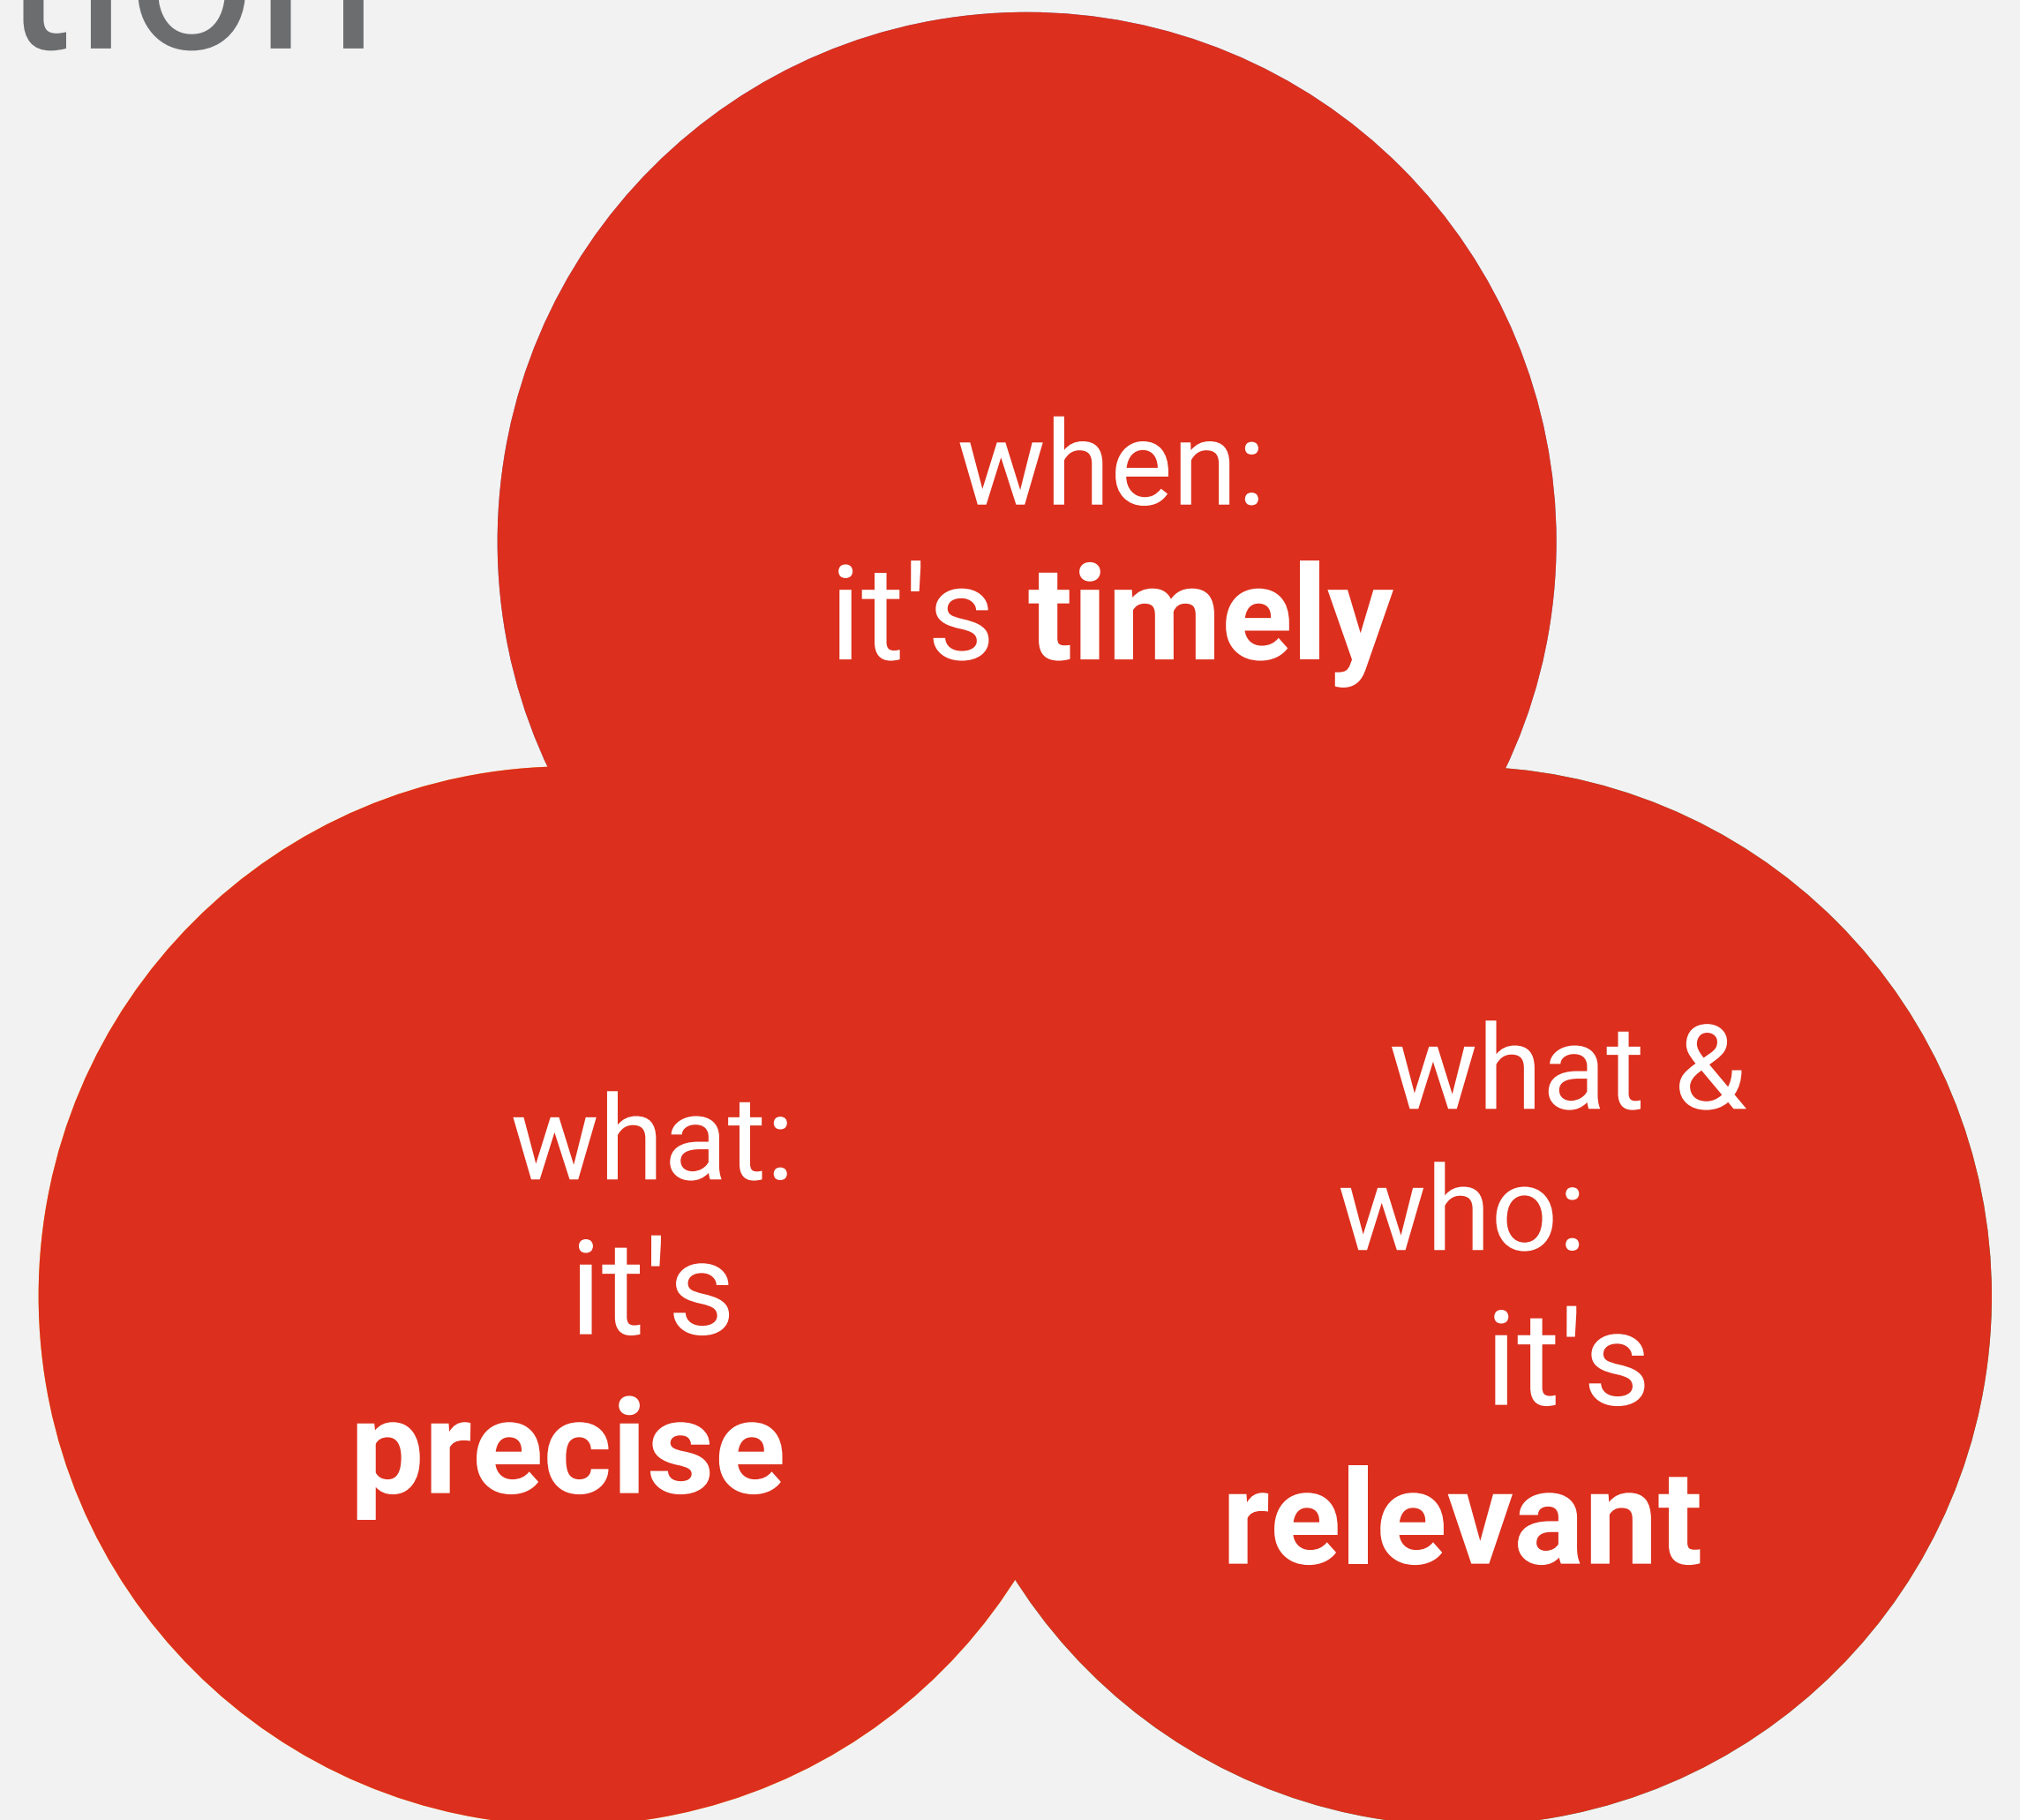 tion
when:
it's timely
what:
it's
precise
what &
who:
it's
relevant